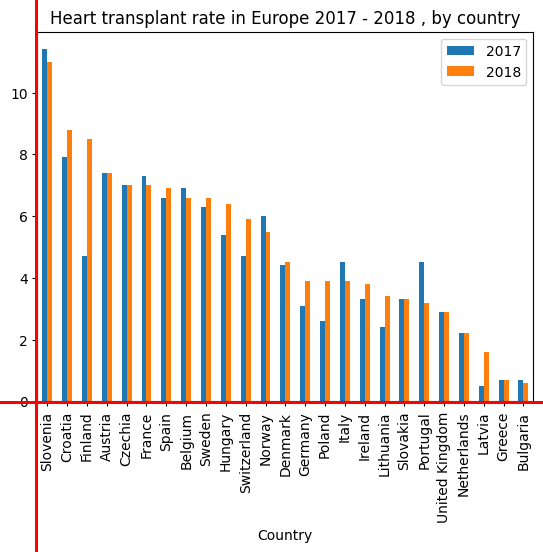 Heart transplant rate in Europe 2017 - 2018 , by country
2017
2018
10
8
6
4
2
0
Slovenia
Croatia
Finland
Austria
Czechia
France
Spain
Belgium
Sweden
Hungary
Switzerland
Norway
Denmark
Germany
Poland
Italy
Ireland
Lithuania
Slovakia
Portugal
United Kingdom
Netherlands
Latvia
Greece
Bulgaria
Country